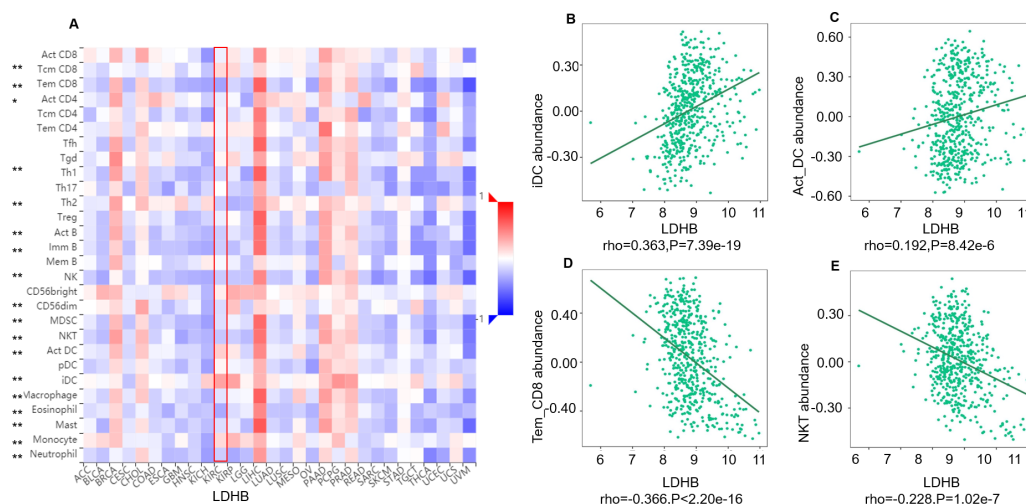 A
Act CD8
** Tcm CD8
** Tem CD8
* Act CD4
Tcm CD4
Tem CD4
Tfh
Tgd
** Th1
Th17
** Th2
Treg
** Act B
** Imm B
Mem B
** NK
CD56bright
** CD56dim
** MDSC
** NKT
** Act DC
pDC
** iDC
** Macrophage
** Eosinophil
** Mast
** Monocyte
** Neutrophil
ACC BLCA BRCA CESC CHOL COAD ESCA GBM HNSC KICH KIRC KIRP LGG LIHC LUAD LUSC MESO OV PAAD PCPG PRAD READ SARC SKCM STAD TGCT THCA UCEC UCS UVM
LDHB
1
1
B
iDC abundance
0.60
0.30
0.00
-0.30
6 7 8 9 10 11
LDHB
rho=0.363,P=7.39e-19
C
Act_DC abundance
0.60
0.30
0.00
-0.30
-0.60
6 7 8 9 10 11
LDHB
rho=0.192,P=8.42e-6
D
Tem_CD8 abundance
0.40
0.00
-0.40
6 7 8 9 10 11
LDHB
rho=-0.366,P<2.20e-16
E
NKT abundance
0.30
0.00
-0.30
6 7 8 9 10 11
LDHB
rho=-0.228,P=1.02e-7